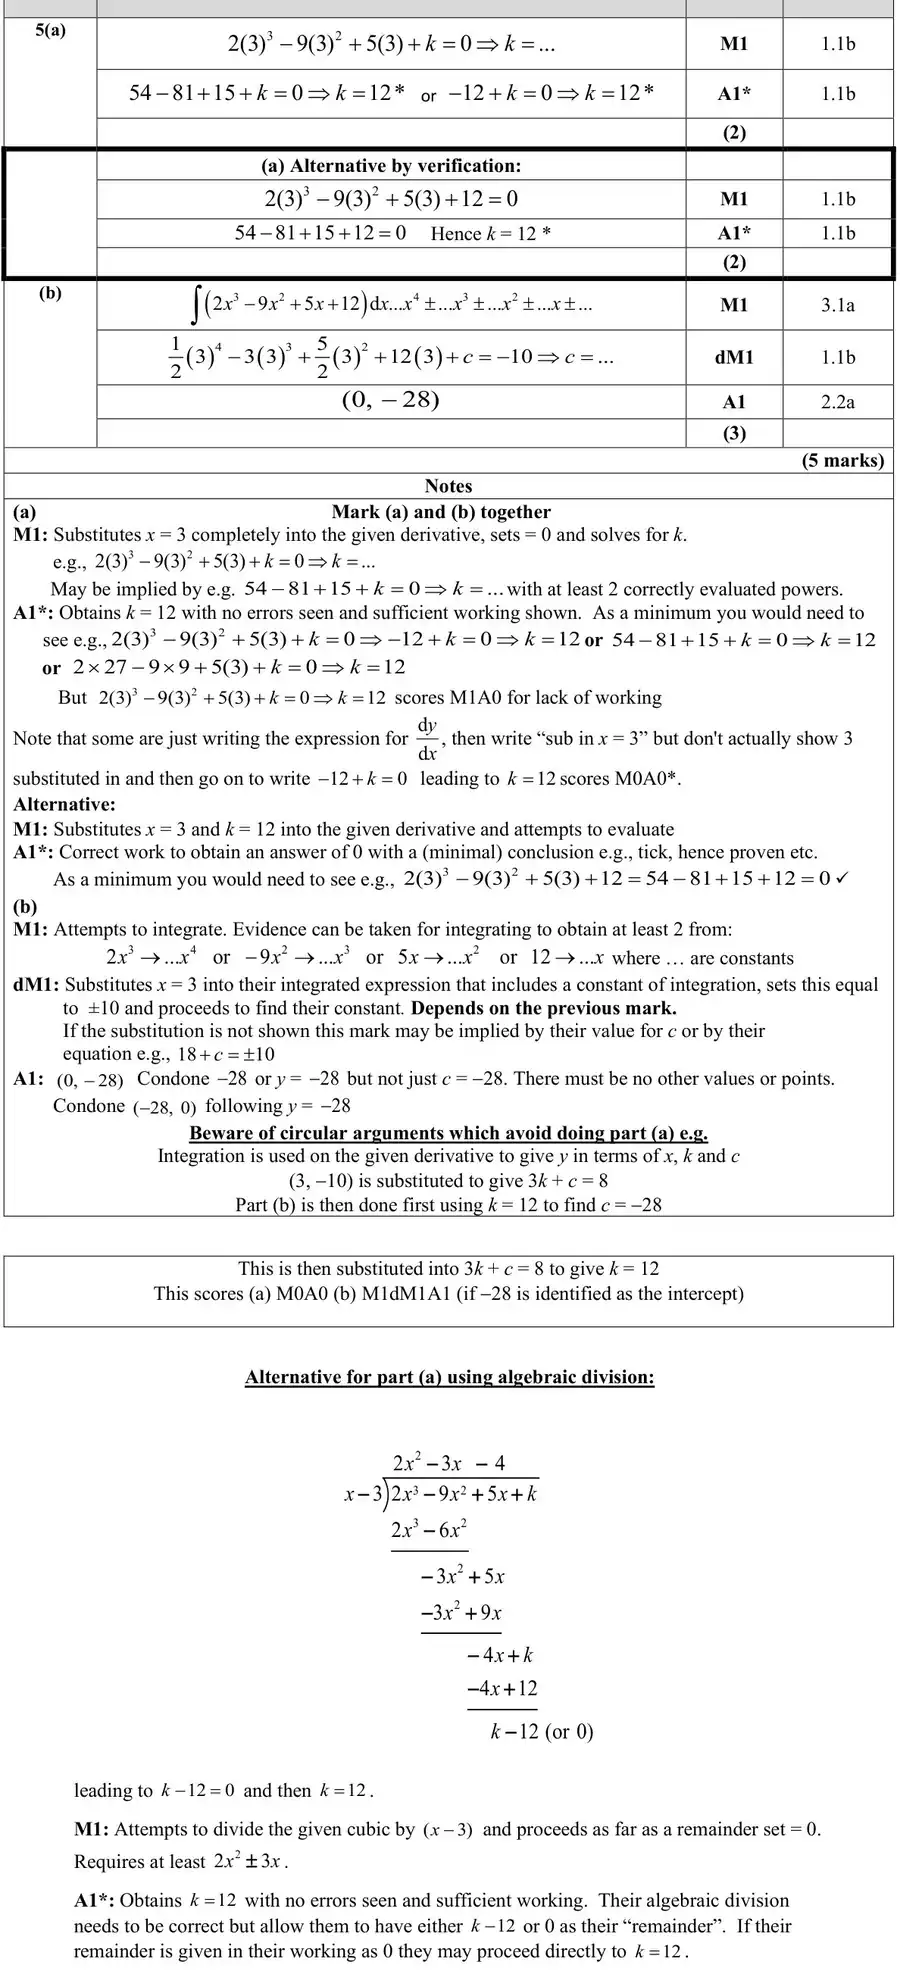 5(a) 2(3)³ − 9(3)² + 5(3) + k = 0 ⇒ k = ... M1 1.1b
54 − 81 + 15 + k = 0 ⇒ k = 12 * or −12 + k = 0 ⇒ k = 12 * A1* 1.1b
(2)
(a) Alternative by verification:
2(3)³ − 9(3)² + 5(3) + 12 = 0 M1 1.1b
54 − 81 + 15 + 12 = 0 Hence k = 12 * A1* 1.1b
(2)
(b) ∫(2x³ − 9x² + 5x + 12)dx...x⁴ ± ...x³ ± ...x² ± ...x ± ... M1 3.1a
1/2(3)⁴ − 3(3)³ + 5/2(3)² + 12(3) + c = −10 ⇒ c = ... dM1 1.1b
(0, − 28) A1 2.2a
(3)
(5 marks)
Notes
(a) Mark (a) and (b) together
M1: Substitutes x = 3 completely into the given derivative, sets = 0 and solves for k.
e.g., 2(3)³ − 9(3)² + 5(3) + k = 0 ⇒ k = ...
May be implied by e.g. 54 − 81 + 15 + k = 0 ⇒ k = ... with at least 2 correctly evaluated powers.
A1*: Obtains k = 12 with no errors seen and sufficient working shown. As a minimum you would need to
see e.g., 2(3)³ − 9(3)² + 5(3) + k = 0 ⇒ −12 + k = 0 ⇒ k = 12 or 54 − 81 + 15 + k = 0 ⇒ k = 12
or 2 × 27 − 9 × 9 + 5(3) + k = 0 ⇒ k = 12
But 2(3)³ − 9(3)² + 5(3) + k = 0 ⇒ k = 12 scores M1A0 for lack of working
Note that some are just writing the expression for dy/dx, then write “sub in x = 3” but don't actually show 3
substituted in and then go on to write −12 + k = 0 leading to k = 12 scores M0A0*.
Alternative:
M1: Substitutes x = 3 and k = 12 into the given derivative and attempts to evaluate
A1*: Correct work to obtain an answer of 0 with a (minimal) conclusion e.g., tick, hence proven etc.
As a minimum you would need to see e.g., 2(3)³ − 9(3)² + 5(3) + 12 = 54 − 81 + 15 + 12 = 0 ✓
(b)
M1: Attempts to integrate. Evidence can be taken for integrating to obtain at least 2 from:
2x³ → ...x⁴ or −9x² → ...x³ or 5x → ...x² or 12 → ...x where … are constants
dM1: Substitutes x = 3 into their integrated expression that includes a constant of integration, sets this equal
to ±10 and proceeds to find their constant. Depends on the previous mark.
If the substitution is not shown this mark may be implied by their value for c or by their
equation e.g., 18 + c = ±10
A1: (0, − 28) Condone −28 or y = −28 but not just c = −28. There must be no other values or points.
Condone (−28, 0) following y = −28
Beware of circular arguments which avoid doing part (a) e.g.
Integration is used on the given derivative to give y in terms of x, k and c
(3, −10) is substituted to give 3k + c = 8
Part (b) is then done first using k = 12 to find c = −28
This is then substituted into 3k + c = 8 to give k = 12
This scores (a) M0A0 (b) M1dM1A1 (if −28 is identified as the intercept)
Alternative for part (a) using algebraic division:
2x² − 3x − 4
x − 3)2x³ − 9x² + 5x + k
2x³ − 6x²
− 3x² + 5x
−3x² + 9x
− 4x + k
−4x + 12
k − 12 (or 0)
leading to k − 12 = 0 and then k = 12 .
M1: Attempts to divide the given cubic by (x − 3) and proceeds as far as a remainder set = 0.
Requires at least 2x² ± 3x .
A1*: Obtains k = 12 with no errors seen and sufficient working. Their algebraic division
needs to be correct but allow them to have either k − 12 or 0 as their “remainder”. If their
remainder is given in their working as 0 they may proceed directly to k = 12 .